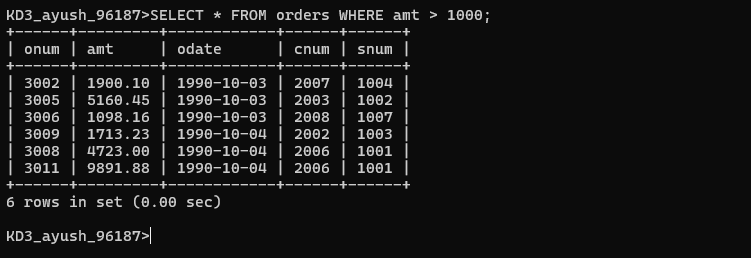 KD3_ayush_96187>SELECT * FROM orders WHERE amt > 1000;
+------+---------+------------+------+------+
| onum | amt     | odate      | cnum | snum |
+------+---------+------------+------+------+
| 3002 | 1900.10 | 1990-10-03 | 2007 | 1004 |
| 3005 | 5160.45 | 1990-10-03 | 2003 | 1002 |
| 3006 | 1098.16 | 1990-10-03 | 2008 | 1007 |
| 3009 | 1713.23 | 1990-10-04 | 2002 | 1003 |
| 3008 | 4723.00 | 1990-10-04 | 2006 | 1001 |
| 3011 | 9891.88 | 1990-10-04 | 2006 | 1001 |
+------+---------+------------+------+------+
6 rows in set (0.00 sec)
KD3_ayush_96187>